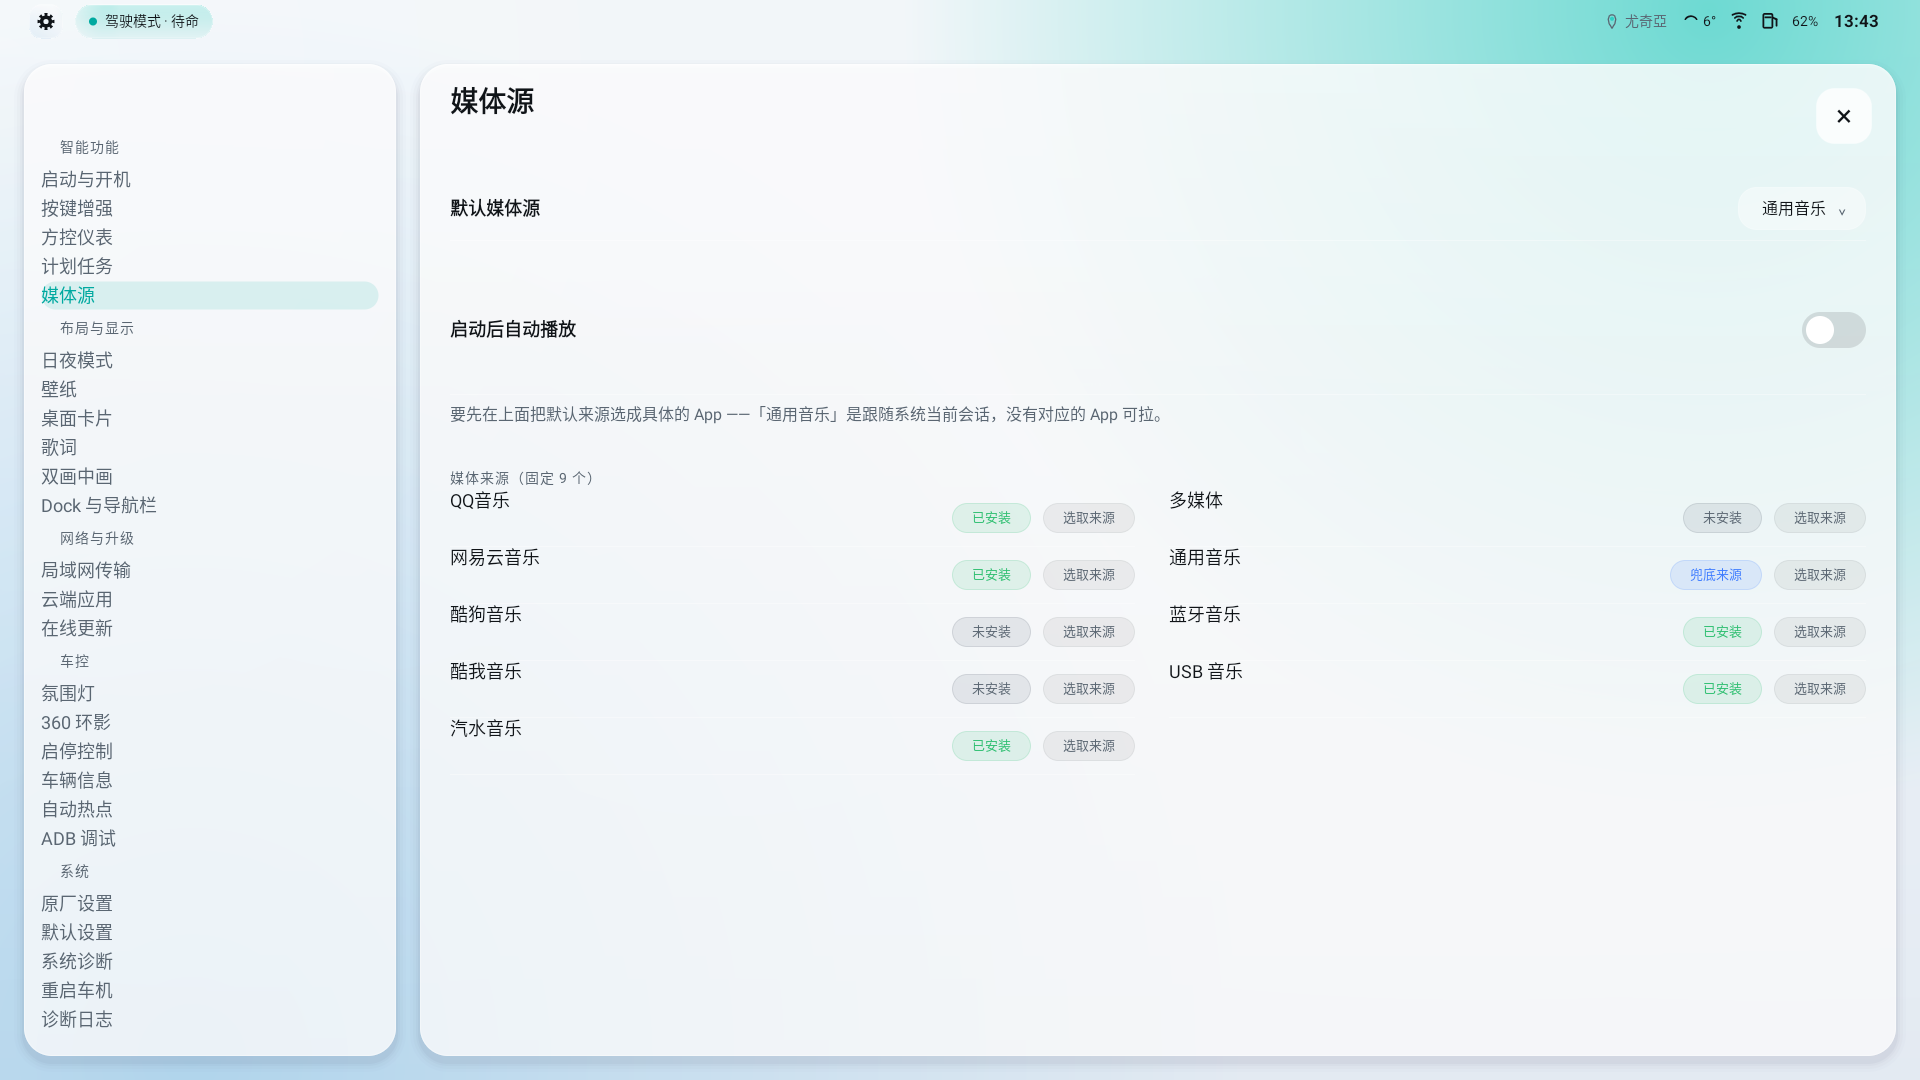 驾驶模式 · 待命
尤奇亞 6° 62% 13:43
智能功能
启动与开机
按键增强
方控仪表
计划任务
媒体源
布局与显示
日夜模式
壁纸
桌面卡片
歌词
双画中画
Dock 与导航栏
网络与升级
局域网传输
云端应用
在线更新
车控
氛围灯
360 环影
启停控制
车辆信息
自动热点
ADB 调试
系统
原厂设置
默认设置
系统诊断
重启车机
诊断日志
媒体源
默认媒体源 通用音乐
启动后自动播放
要先在上面把默认来源选成具体的 App ——「通用音乐」是跟随系统当前会话，没有对应的 App 可拉。
媒体来源（固定 9 个）
QQ音乐 已安装 选取来源
多媒体 未安装 选取来源
网易云音乐 已安装 选取来源
通用音乐 兜底来源 选取来源
酷狗音乐 未安装 选取来源
蓝牙音乐 已安装 选取来源
酷我音乐 未安装 选取来源
USB 音乐 已安装 选取来源
汽水音乐 已安装 选取来源